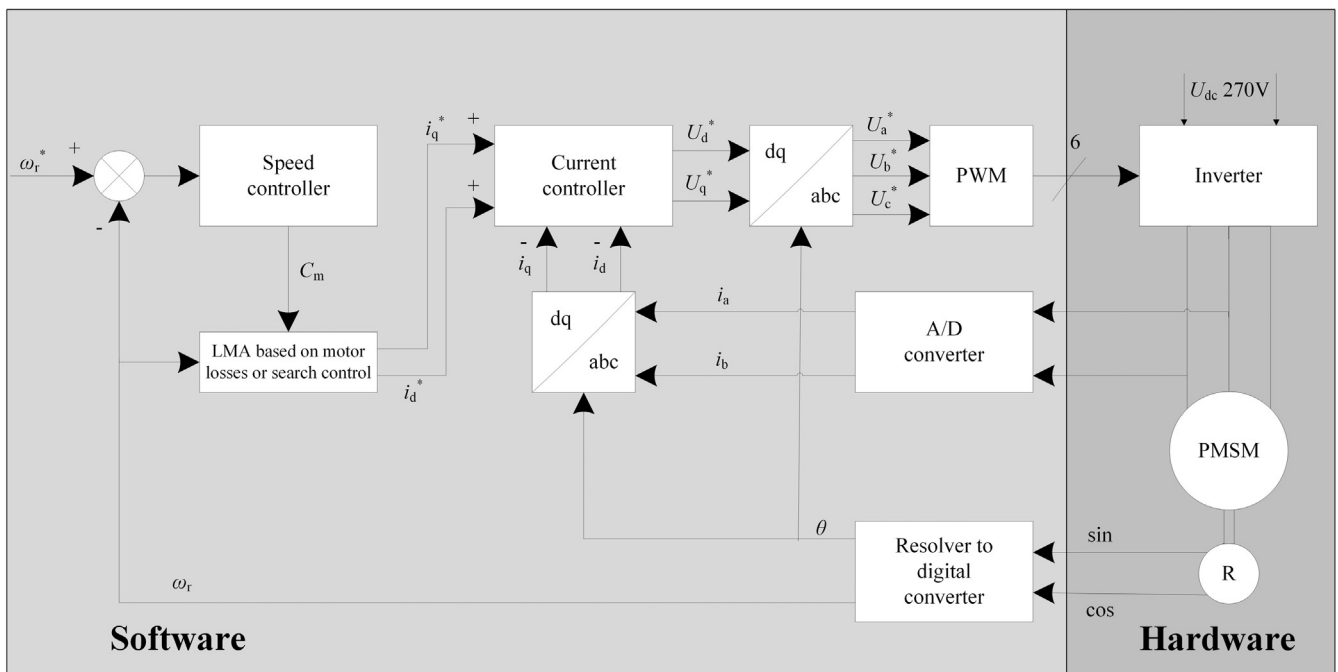 U_dc 270V
i_q^*
+
+
ω_r^*
Speed
controller
+
Current
controller
U_d^*
U_q^*
dq
abc
U_a^*
U_b^*
U_c^*
PWM
6
Inverter
-
C_m
-
i_q
-
i_d
LMA based on motor
losses or search control
i_d^*
dq
abc
i_a
i_b
A/D
converter
PMSM
θ
Resolver to
digital
converter
sin
cos
R
ω_r
Software
Hardware